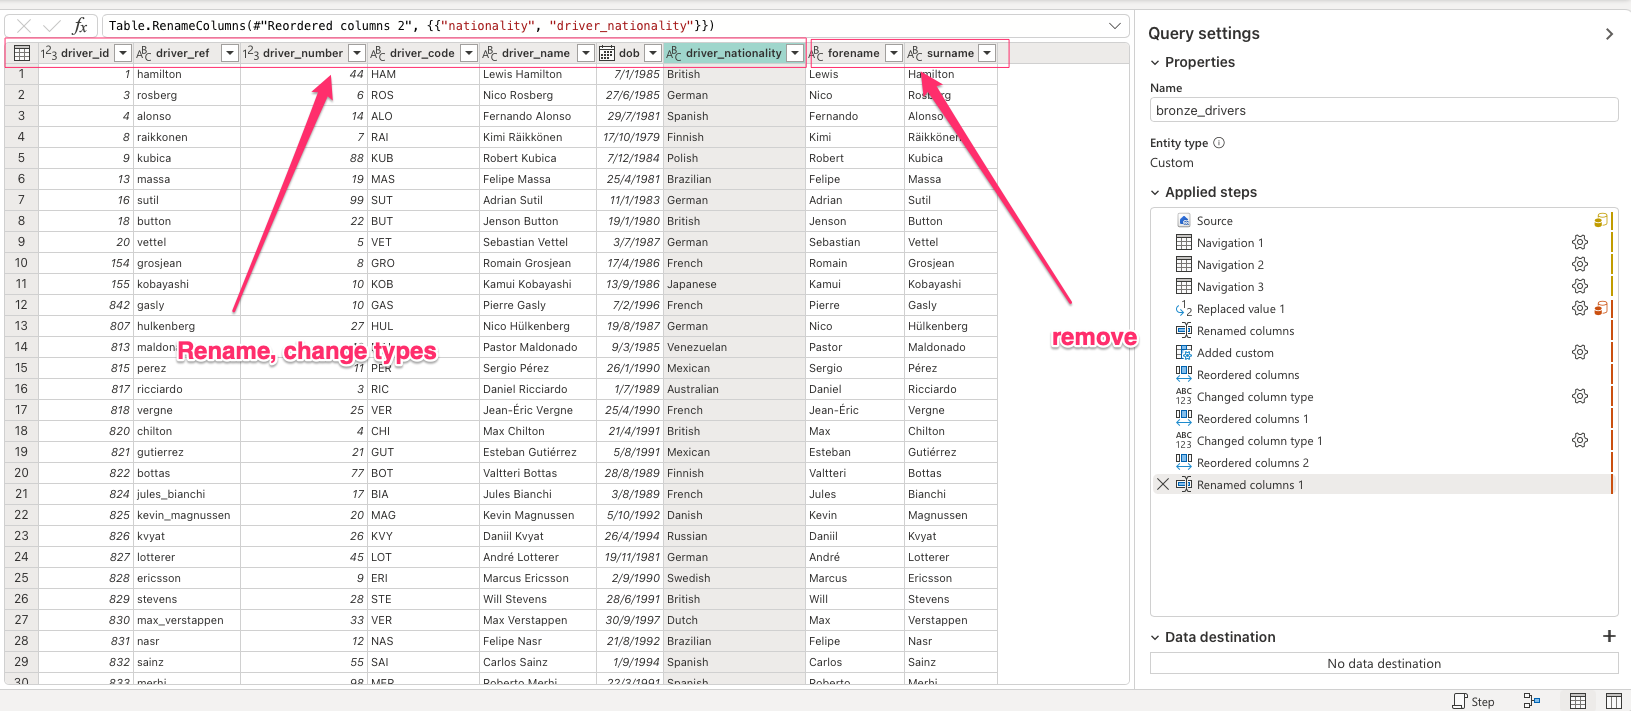 fx Table.RenameColumns(#"Reordered columns 2", {{"nationality", "driver_nationality"}})
123 driver_id ABC driver_ref 123 driver_number ABC driver_code ABC driver_name dob ABC driver_nationality ABC forename ABC surname
1 1 hamilton 44 HAM Lewis Hamilton 7/1/1985 British Lewis Hamilton
2 3 rosberg 6 ROS Nico Rosberg 27/6/1985 German Nico Rosberg
3 4 alonso 14 ALO Fernando Alonso 29/7/1981 Spanish Fernando Alonso
4 8 raikkonen 7 RAI Kimi Räikkönen 17/10/1979 Finnish Kimi Räikkönen
5 9 kubica 88 KUB Robert Kubica 7/12/1984 Polish Robert Kubica
6 13 massa 19 MAS Felipe Massa 25/4/1981 Brazilian Felipe Massa
7 16 sutil 99 SUT Adrian Sutil 11/1/1983 German Adrian Sutil
8 18 button 22 BUT Jenson Button 19/1/1980 British Jenson Button
9 20 vettel 5 VET Sebastian Vettel 3/7/1987 German Sebastian Vettel
10 154 grosjean 8 GRO Romain Grosjean 17/4/1986 French Romain Grosjean
11 155 kobayashi 10 KOB Kamui Kobayashi 13/9/1986 Japanese Kamui Kobayashi
12 842 gasly 10 GAS Pierre Gasly 7/2/1996 French Pierre Gasly
13 807 hulkenberg 27 HUL Nico Hülkenberg 19/8/1987 German Nico Hülkenberg
14 813 Pastor Maldonado 9/3/1985 Venezuelan Pastor Maldonado
15 815 perez 11 PER Sergio Pérez 26/1/1990 Mexican Sergio Pérez
16 817 ricciardo 3 RIC Daniel Ricciardo 1/7/1989 Australian Daniel Ricciardo
17 818 vergne 25 VER Jean-Éric Vergne 25/4/1990 French Jean-Éric Vergne
18 820 chilton 4 CHI Max Chilton 21/4/1991 British Max Chilton
19 821 gutierrez 21 GUT Esteban Gutiérrez 5/8/1991 Mexican Esteban Gutiérrez
20 822 bottas 77 BOT Valtteri Bottas 28/8/1989 Finnish Valtteri Bottas
21 824 jules_bianchi 17 BIA Jules Bianchi 3/8/1989 French Jules Bianchi
22 825 kevin_magnussen 20 MAG Kevin Magnussen 5/10/1992 Danish Kevin Magnussen
23 826 kvyat 26 KVY Daniil Kvyat 26/4/1994 Russian Daniil Kvyat
24 827 lotterer 45 LOT André Lotterer 19/11/1981 German André Lotterer
25 828 ericsson 9 ERI Marcus Ericsson 2/9/1990 Swedish Marcus Ericsson
26 829 stevens 28 STE Will Stevens 28/6/1991 British Will Stevens
27 830 max_verstappen 33 VER Max Verstappen 30/9/1997 Dutch Max Verstappen
28 831 nasr 12 NAS Felipe Nasr 21/8/1992 Brazilian Felipe Nasr
29 832 sainz 55 SAI Carlos Sainz 1/9/1994 Spanish Carlos Sainz
30 833 merhi 98 MER Roberto Merhi 22/3/1991 Spanish Roberto Merhi
Rename, change types
remove
Query settings
Properties
Name
bronze_drivers
Entity type
Custom
Applied steps
Source
Navigation 1
Navigation 2
Navigation 3
Replaced value 1
Renamed columns
Added custom
Reordered columns
Changed column type
Reordered columns 1
Changed column type 1
Reordered columns 2
Renamed columns 1
Data destination
No data destination
Step